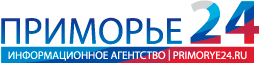 ПРИМОРЬЕ 24
ИНФОРМАЦИОННОЕ АГЕНТСТВО | PRIMORYE24.RU